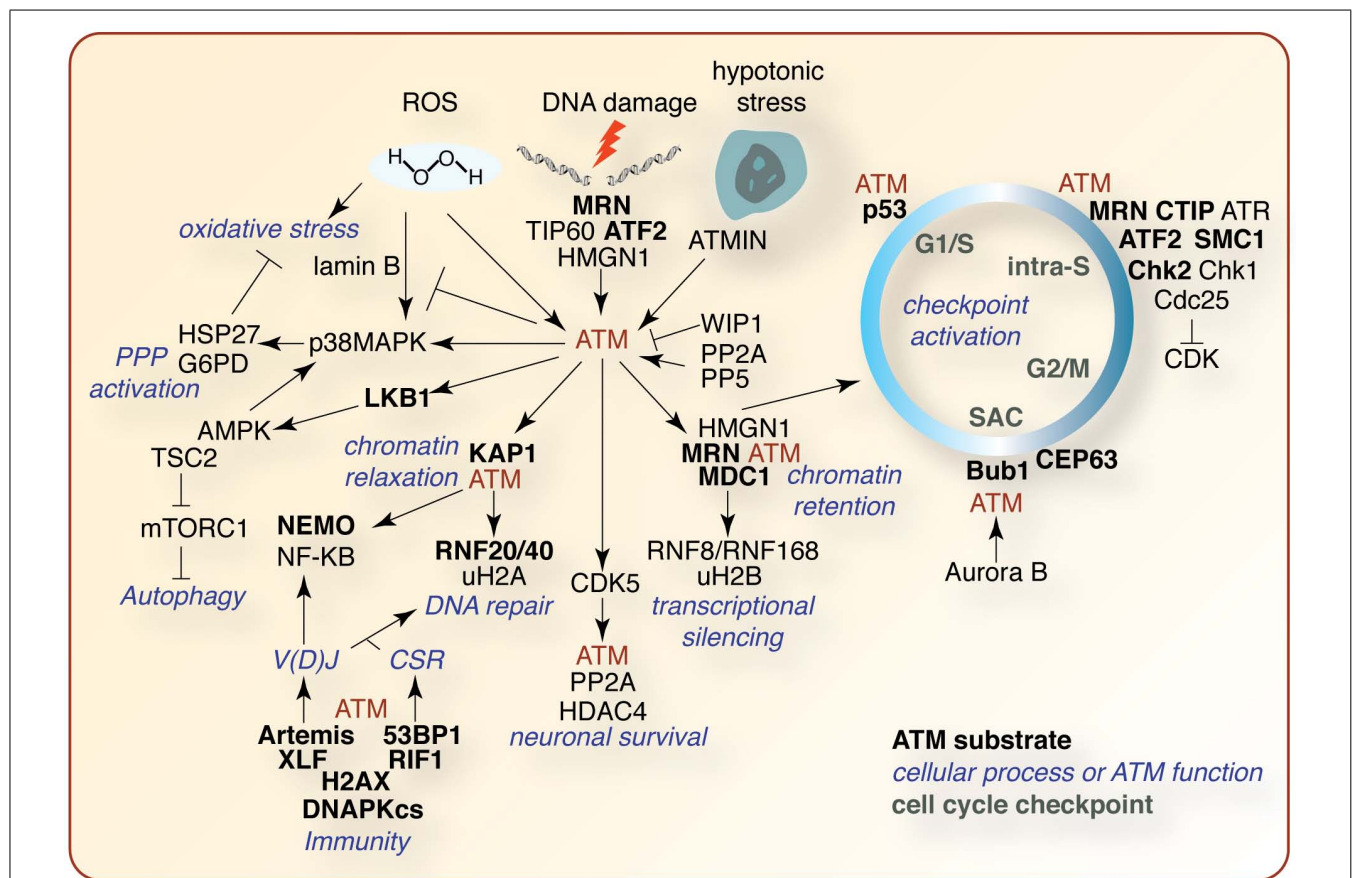 ROS
DNA damage
hypotonic
stress
H
O
O
H
oxidative stress
MRN
TIP60 ATF2
HMGN1
ATMIN
lamin B
HSP27
G6PD
PPP
activation
p38MAPK
ATM
WIP1
PP2A
PP5
LKB1
AMPK
TSC2
mTORC1
Autophagy
chromatin
relaxation
KAP1
ATM
NEMO
NF-KB
RNF20/40
uH2A
DNA repair
V(D)J
CSR
ATM
Artemis
53BP1
XLF
RIF1
H2AX
DNAPKcs
Immunity
CDK5
ATM
PP2A
HDAC4
neuronal survival
HMGN1
MRN ATM
MDC1
chromatin
retention
RNF8/RNF168
uH2B
transcriptional
silencing
ATM
p53
G1/S
ATM
MRN CTIP ATR
ATF2 SMC1
Chk2 Chk1
Cdc25
CDK
intra-S
checkpoint
activation
G2/M
SAC
Bub1
CEP63
ATM
Aurora B
ATM substrate
cellular process or ATM function
cell cycle checkpoint